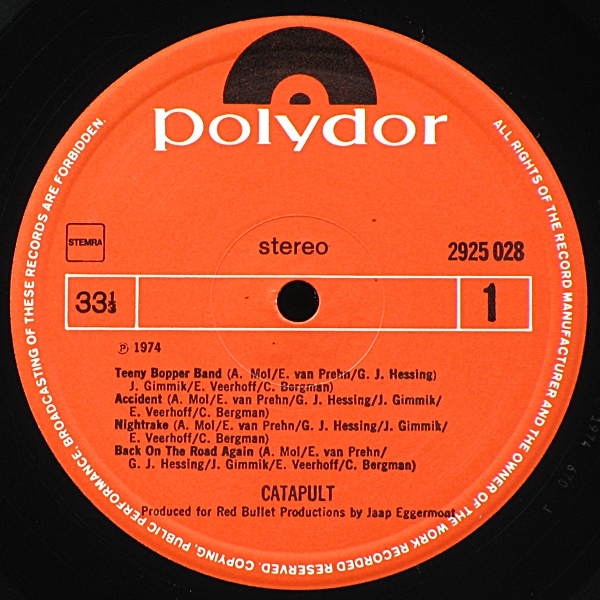 polydor
stereo
STEMRA
2925 028
33⅓
1
℗ 1974
Teeny Bopper Band (A. Mol/E. van Prehn/G. J. Hessing)
J. Gimmik/E. Veerhoff/C. Bergman)
Accident (A. Mol/E. van Prehn/G. J. Hessing/J. Gimmik/
E. Veerhoff/C. Bergman)
Nightrake (A. Mol/E. van Prehn/G. J. Hessing/J. Gimmik/
E. Veerhoff/C. Bergman)
Back On The Road Again (A. Mol/E. van Prehn/
G. J. Hessing/J. Gimmik/E. Veerhoff/C. Bergman)
CATAPULT
Produced for Red Bullet Productions by Jaap Eggermont
ALL RIGHTS OF THE RECORD MANUFACTURER AND THE OWNER OF THE WORK RECORDED RESERVED. COPYING, PUBLIC PERFORMANCE, BROADCASTING OF THESE RECORDS ARE FORBIDDEN.
1974 670 1